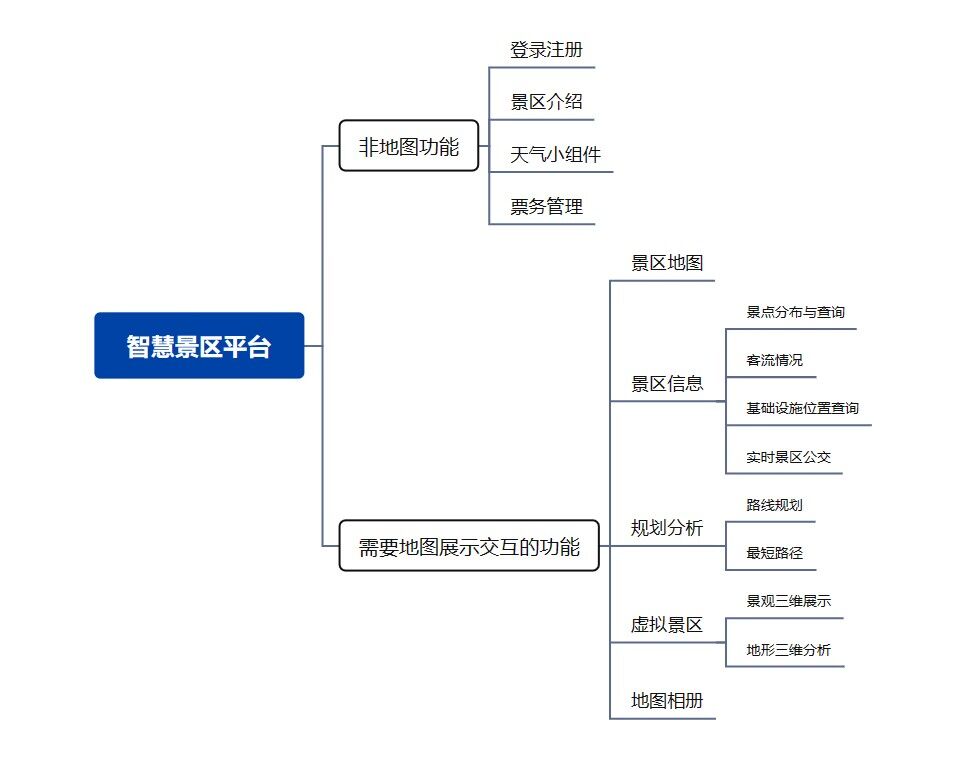 智慧景区平台
非地图功能
登录注册
景区介绍
天气小组件
票务管理
需要地图展示交互的功能
景区地图
景区信息
景点分布与查询
客流情况
基础设施位置查询
实时景区公交
规划分析
路线规划
最短路径
虚拟景区
景观三维展示
地形三维分析
地图相册